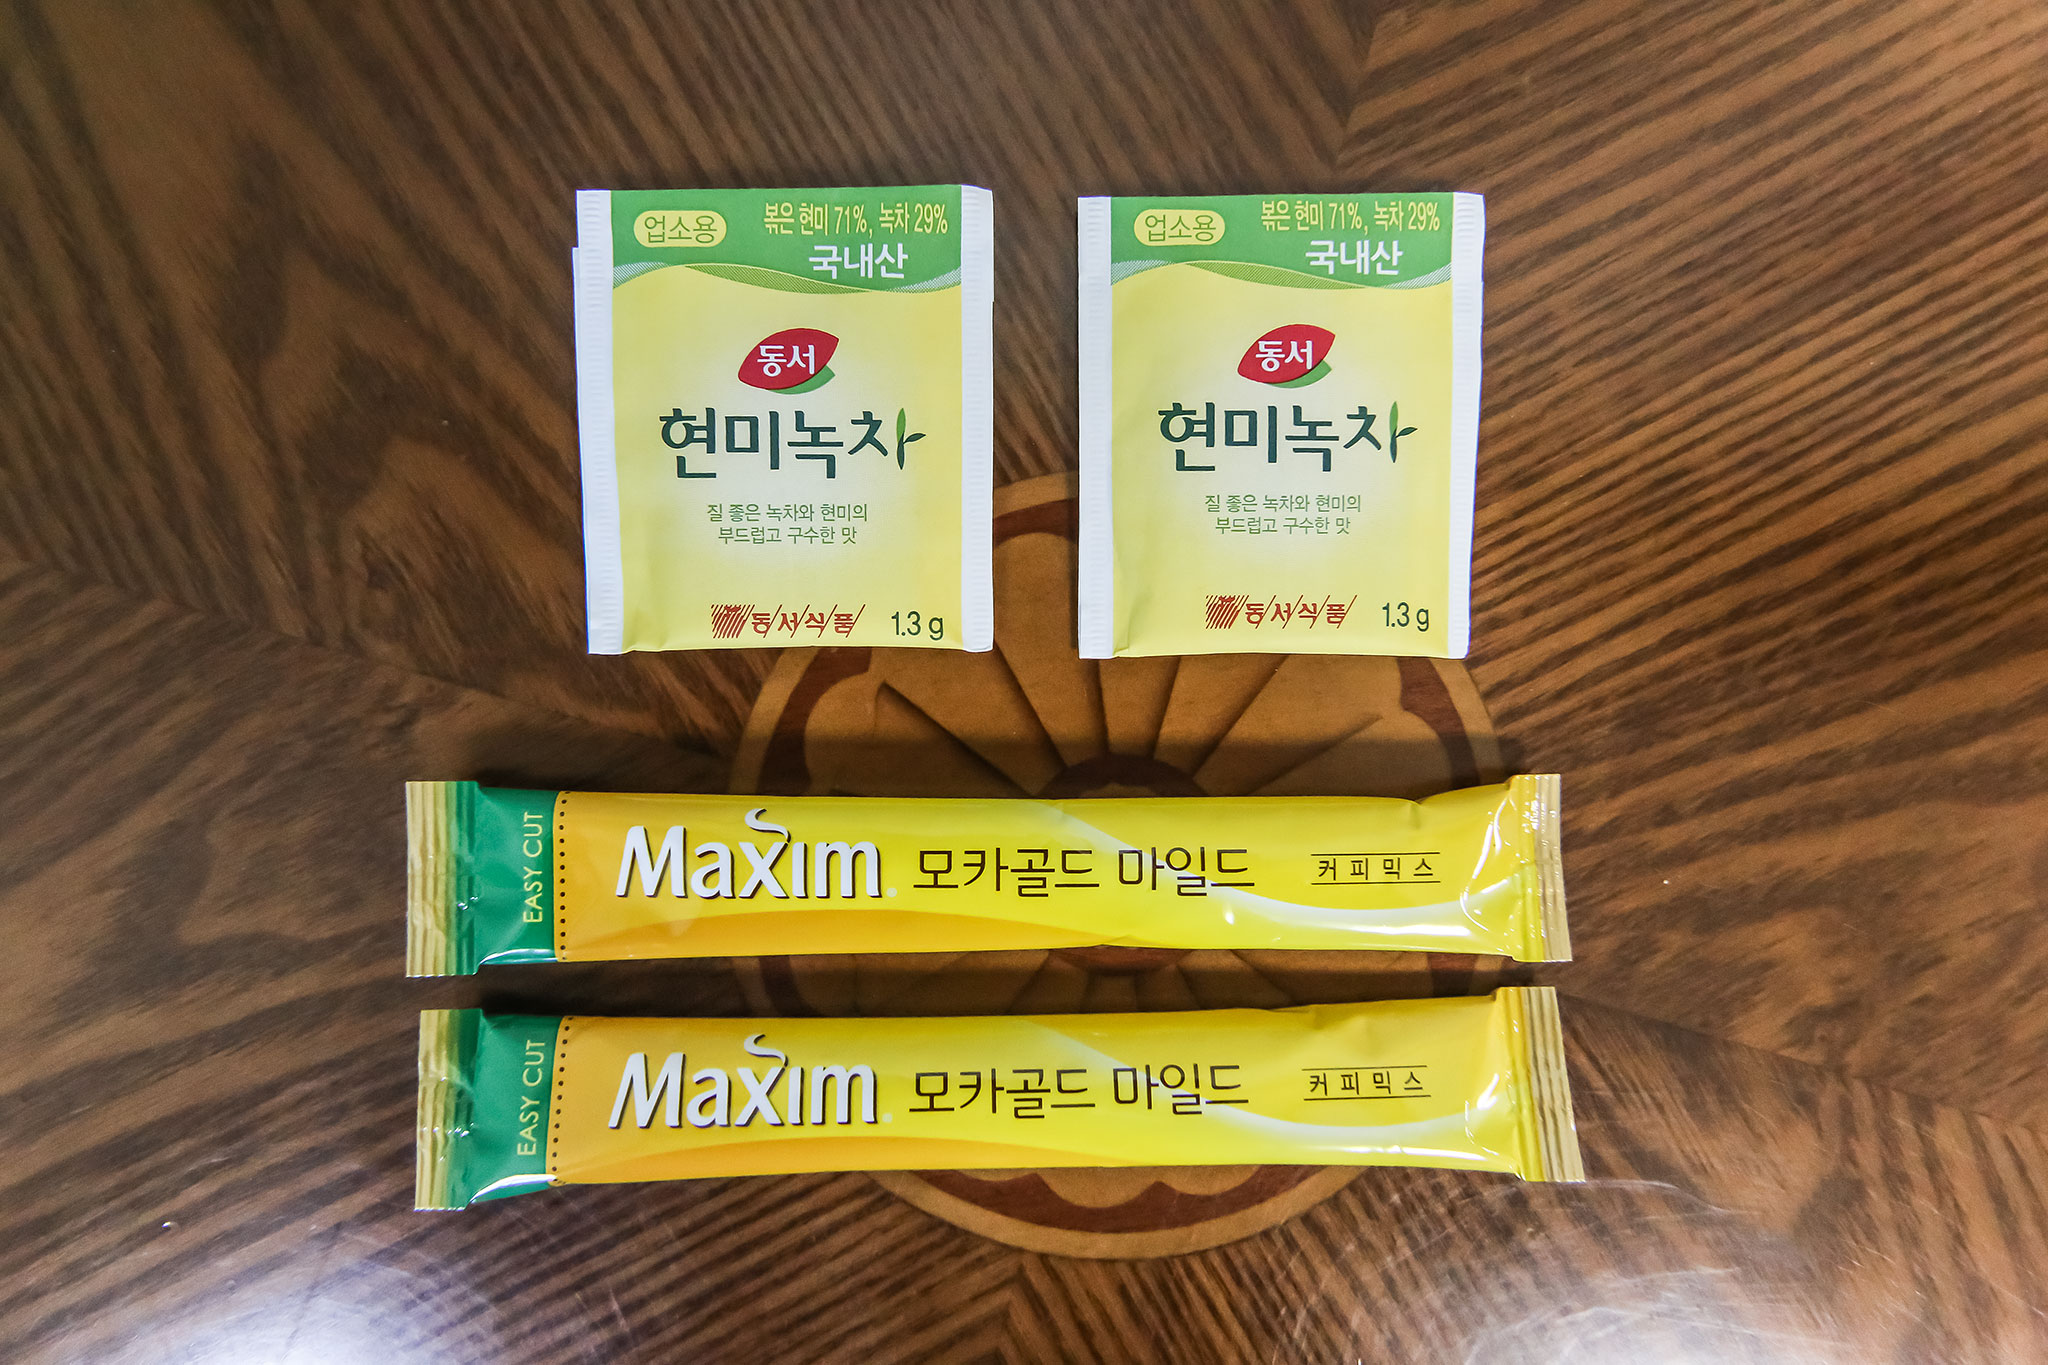 업소용
볶은 현미 71%, 녹차 29%
국내산
동서
현미녹차
질 좋은 녹차와 현미의
부드럽고 구수한 맛
동서식품 1.3 g
업소용
볶은 현미 71%, 녹차 29%
국내산
동서
현미녹차
질 좋은 녹차와 현미의
부드럽고 구수한 맛
동서식품 1.3 g
EASY CUT
Maxim 모카골드 마일드 커피믹스
EASY CUT
Maxim 모카골드 마일드 커피믹스